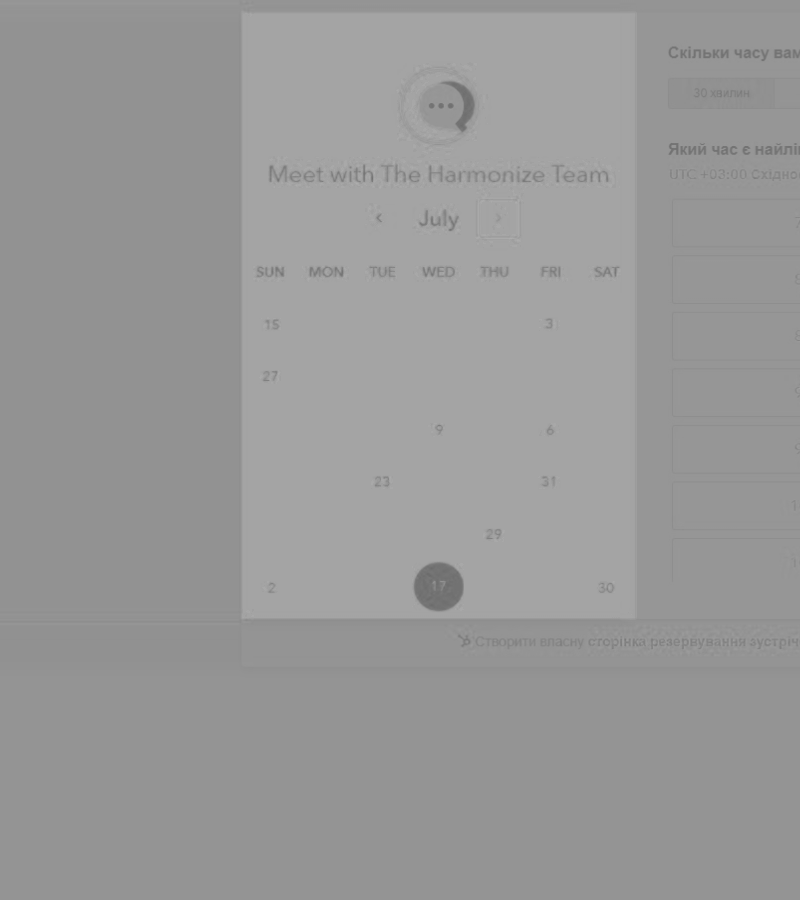 Meet with The Harmonize Team
July
SUN MON TUE WED THU FRI SAT
15 3
27
9 6
23 31
29
2 17 30
Скільки часу вам
30 хвилин
Який час є найлі
UTC +03:00 Східно
Створити власну сторінка резервування зустріч